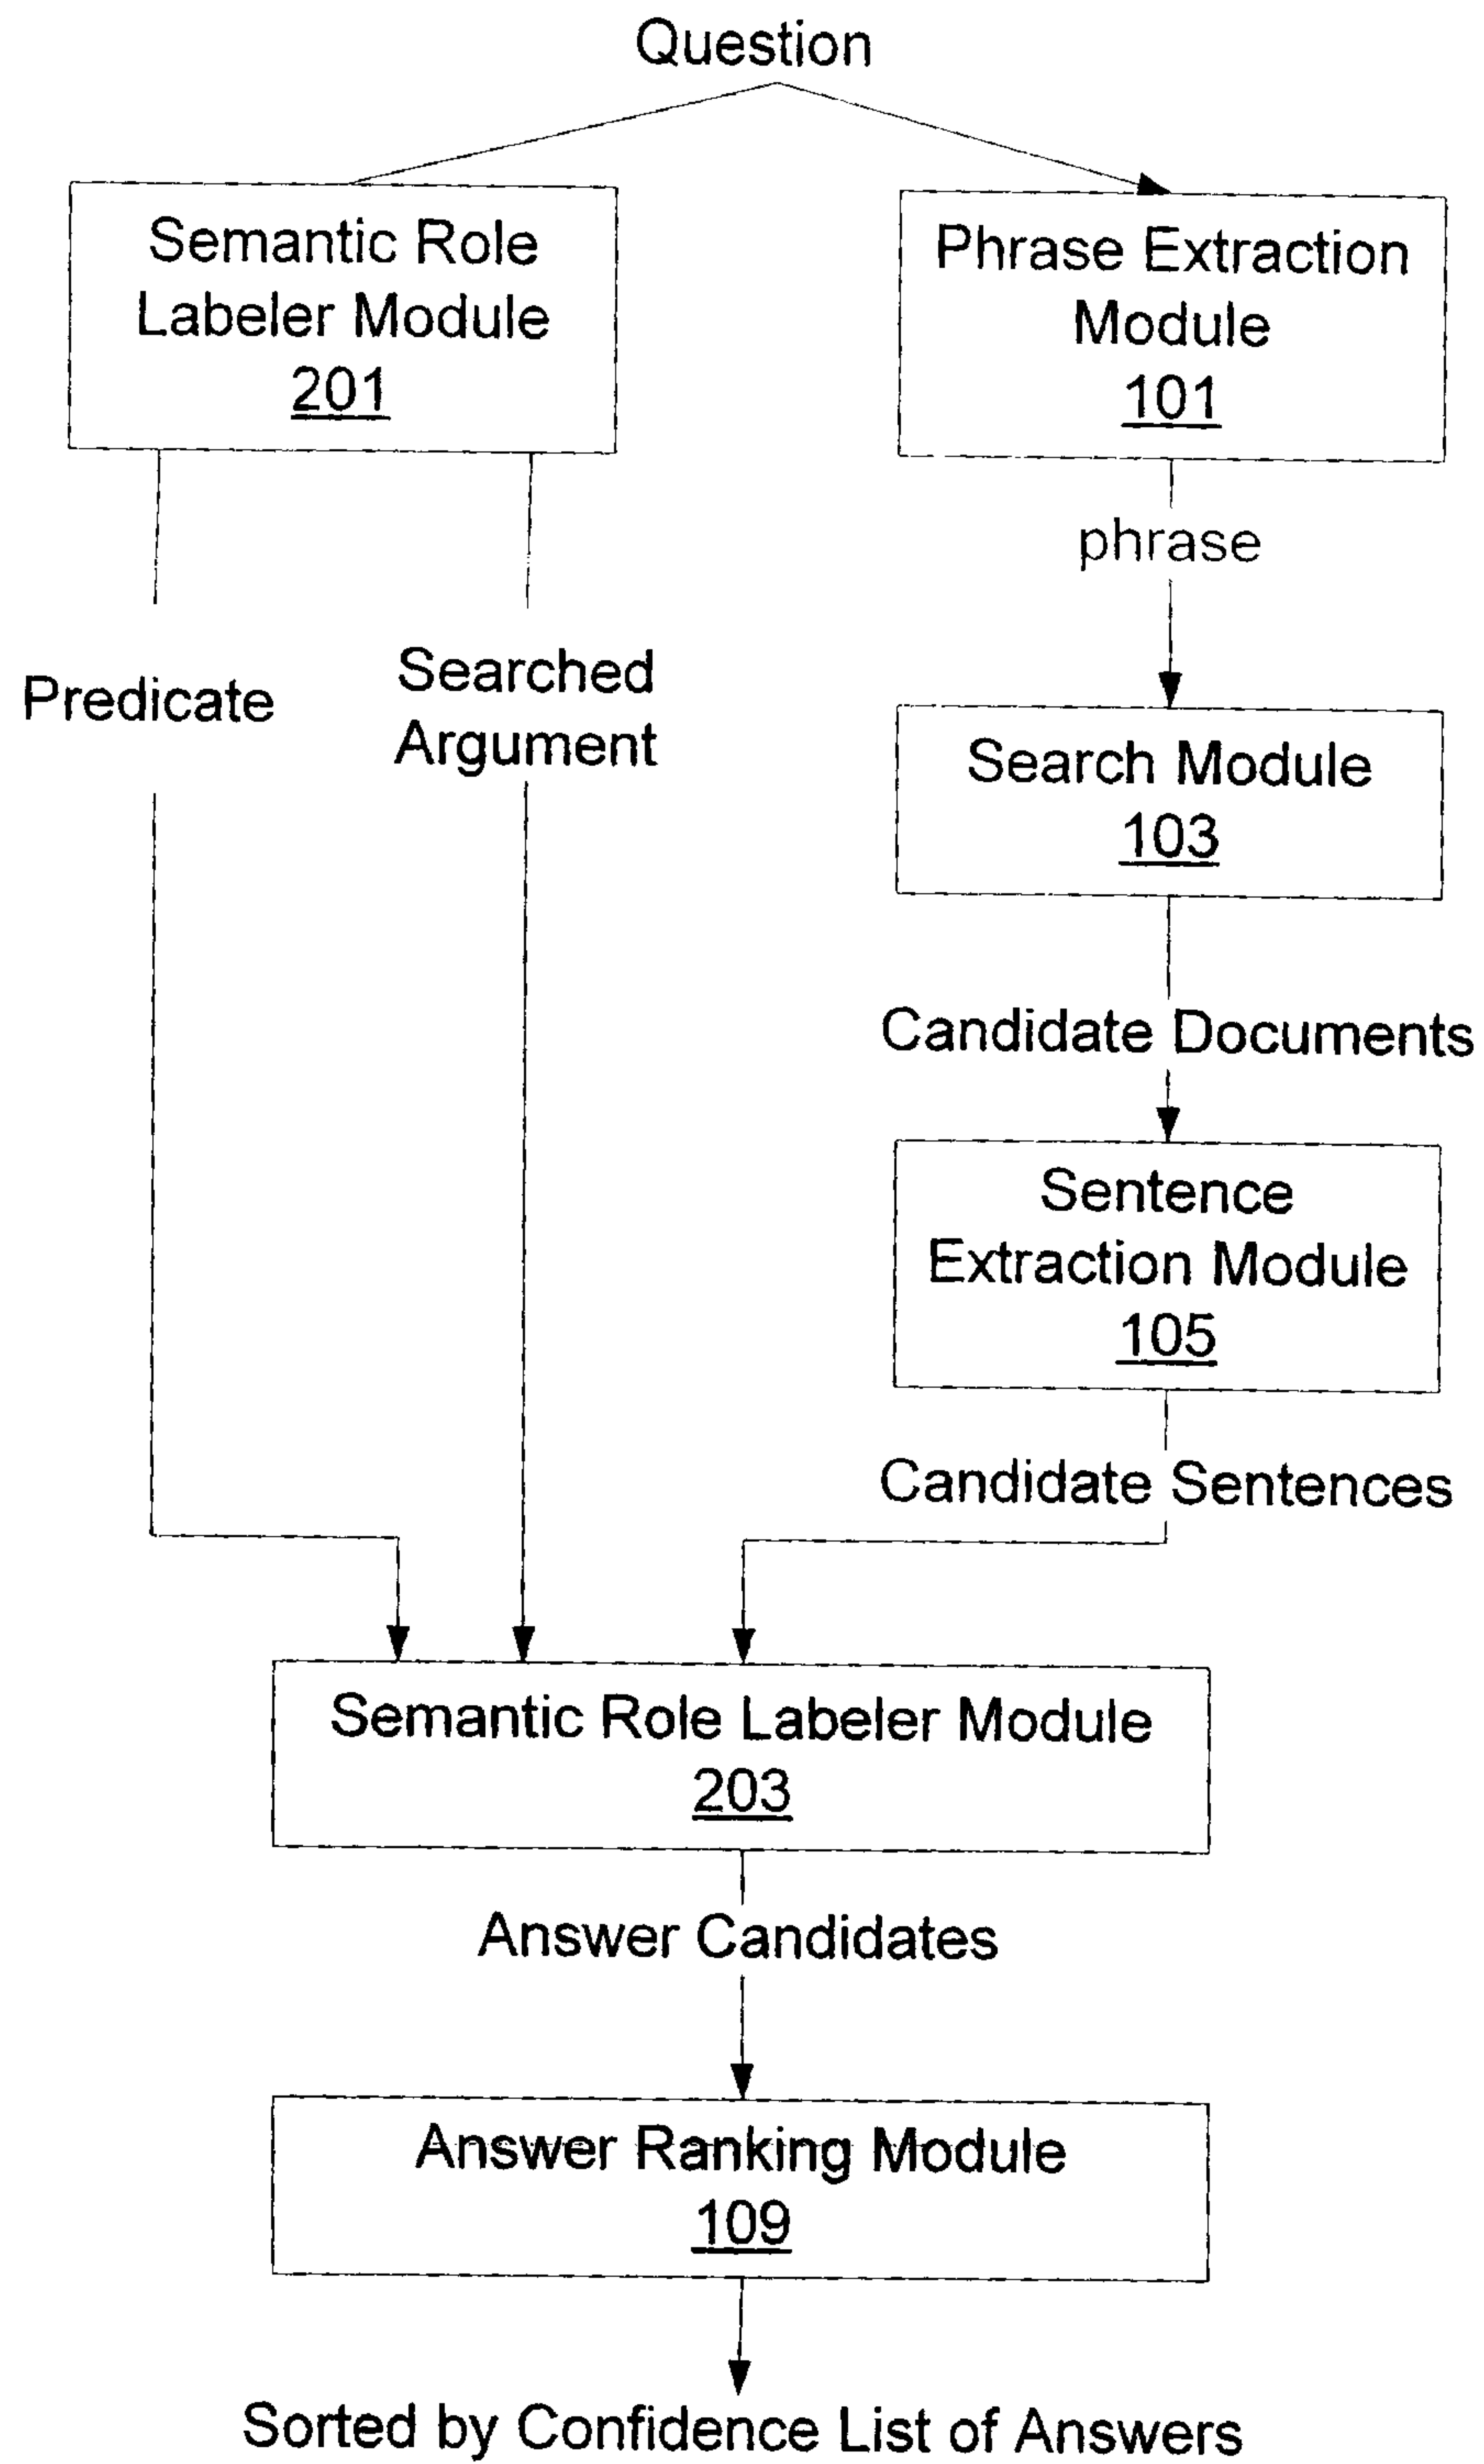 Question
Semantic Role
Labeler Module
201
Phrase Extraction
Module
101
phrase
Predicate
Searched
Argument
Search Module
103
Candidate Documents
Sentence
Extraction Module
105
Candidate Sentences
Semantic Role Labeler Module
203
Answer Candidates
Answer Ranking Module
109
Sorted by Confidence List of Answers